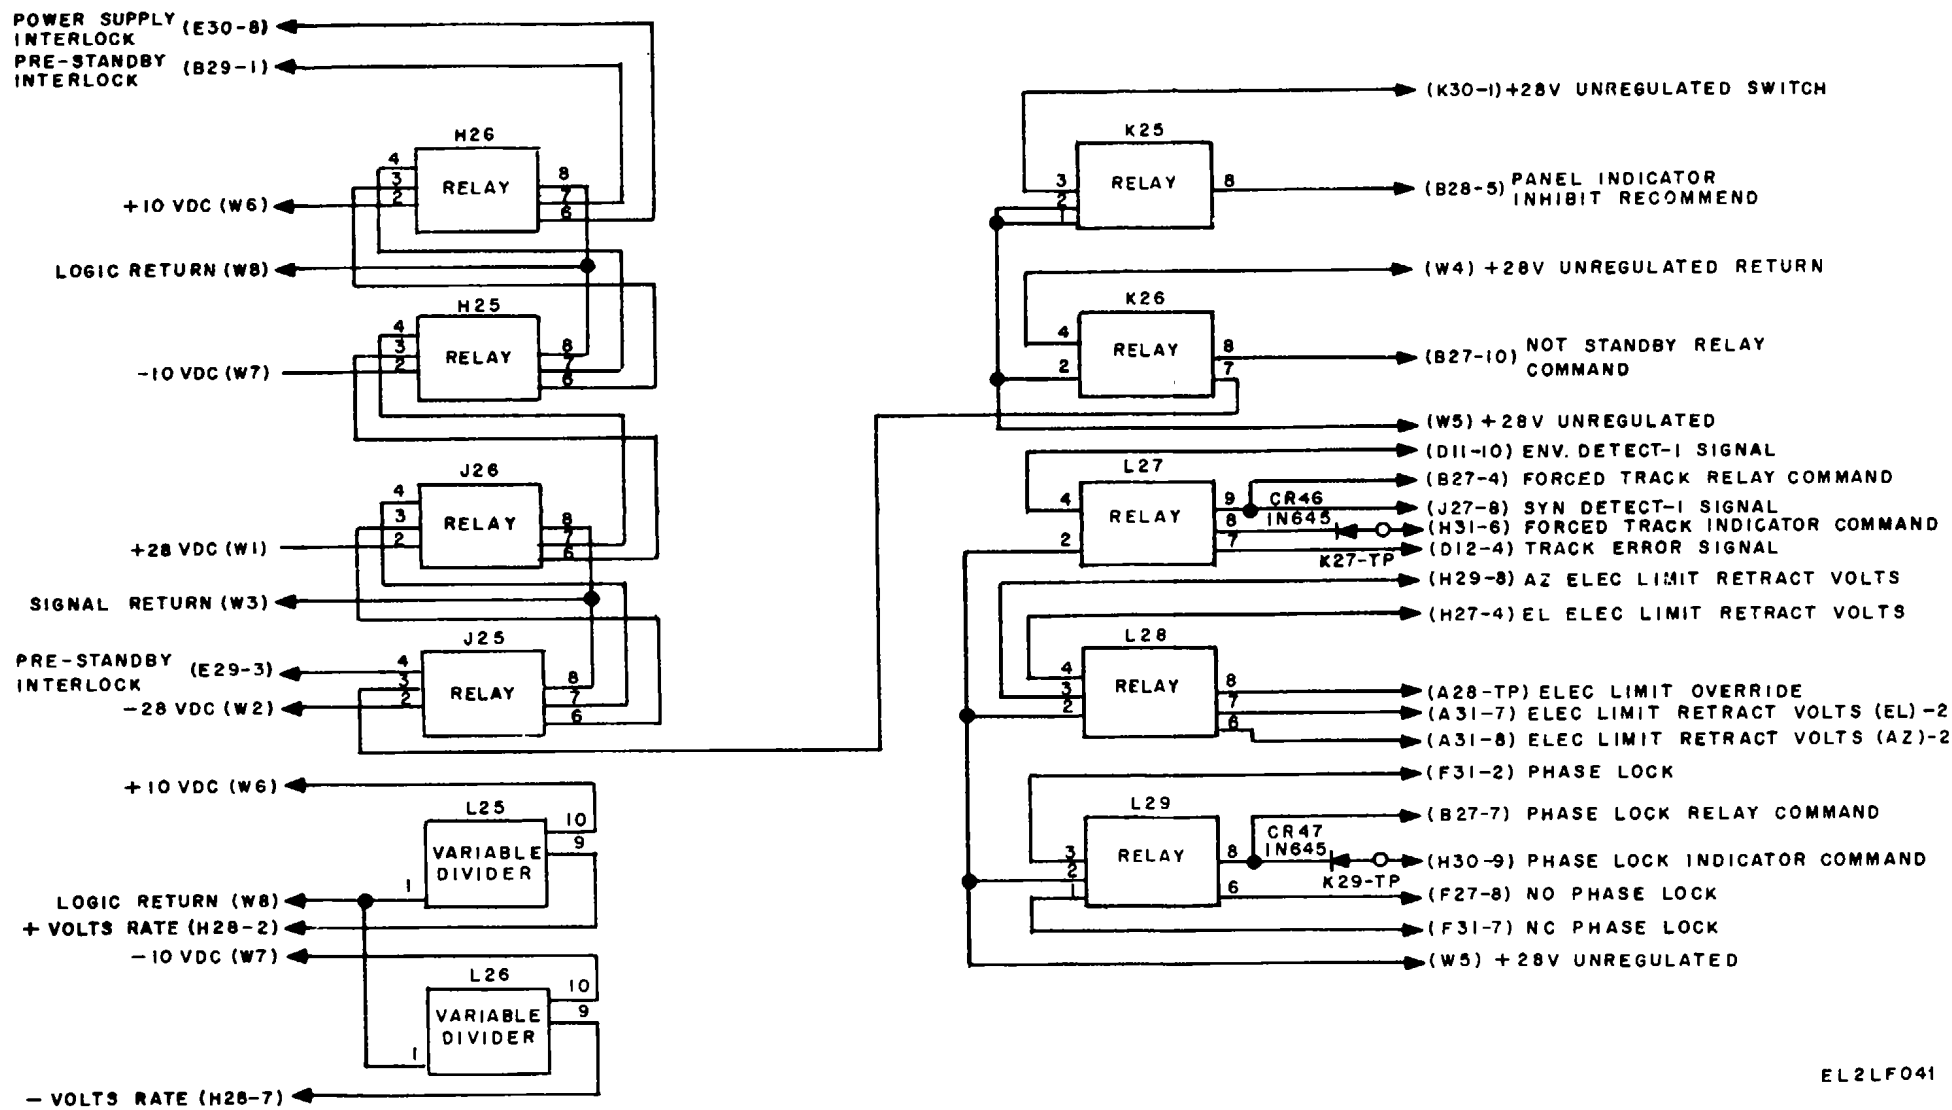 POWER SUPPLY
INTERLOCK
(E30-8)
PRE-STANDBY
INTERLOCK
(B29-1)
H26
RELAY
4
3
2
8
7
6
+10 VDC (W6)
LOGIC RETURN (W8)
H25
RELAY
4
3
2
8
7
6
-10 VDC (W7)
J26
RELAY
4
3
2
8
7
6
+28 VDC (W1)
SIGNAL RETURN (W3)
J25
RELAY
4
3
2
8
7
6
PRE-STANDBY
INTERLOCK
(E29-3)
-28 VDC (W2)
+10 VDC (W6)
L25
VARIABLE
DIVIDER
10
9
1
LOGIC RETURN (W8)
+ VOLTS RATE (H28-2)
-10 VDC (W7)
L26
VARIABLE
DIVIDER
10
9
1
- VOLTS RATE (H28-7)
(K30-1) +28V UNREGULATED SWITCH
K25
RELAY
3
2
1
8
(B28-5) PANEL INDICATOR
INHIBIT RECOMMEND
(W4) +28V UNREGULATED RETURN
K26
RELAY
4
2
8
7
(B27-10) NOT STANDBY RELAY
COMMAND
(W5) +28V UNREGULATED
(D11-10) ENV. DETECT-1 SIGNAL
L27
RELAY
4
2
9
8
7
CR46
1N645
K27-TP
(B27-4) FORCED TRACK RELAY COMMAND
(J27-8) SYN DETECT-1 SIGNAL
(H31-6) FORCED TRACK INDICATOR COMMAND
(D12-4) TRACK ERROR SIGNAL
(H29-8) AZ ELEC LIMIT RETRACT VOLTS
(H27-4) EL ELEC LIMIT RETRACT VOLTS
L28
RELAY
4
3
2
8
7
6
(A28-TP) ELEC LIMIT OVERRIDE
(A31-7) ELEC LIMIT RETRACT VOLTS (EL)-2
(A31-8) ELEC LIMIT RETRACT VOLTS (AZ)-2
(F31-2) PHASE LOCK
L29
RELAY
3
2
1
8
6
CR47
1N645
K29-TP
(B27-7) PHASE LOCK RELAY COMMAND
(H30-9) PHASE LOCK INDICATOR COMMAND
(F27-8) NO PHASE LOCK
(F31-7) NC PHASE LOCK
(W5) +28V UNREGULATED
EL2LF041